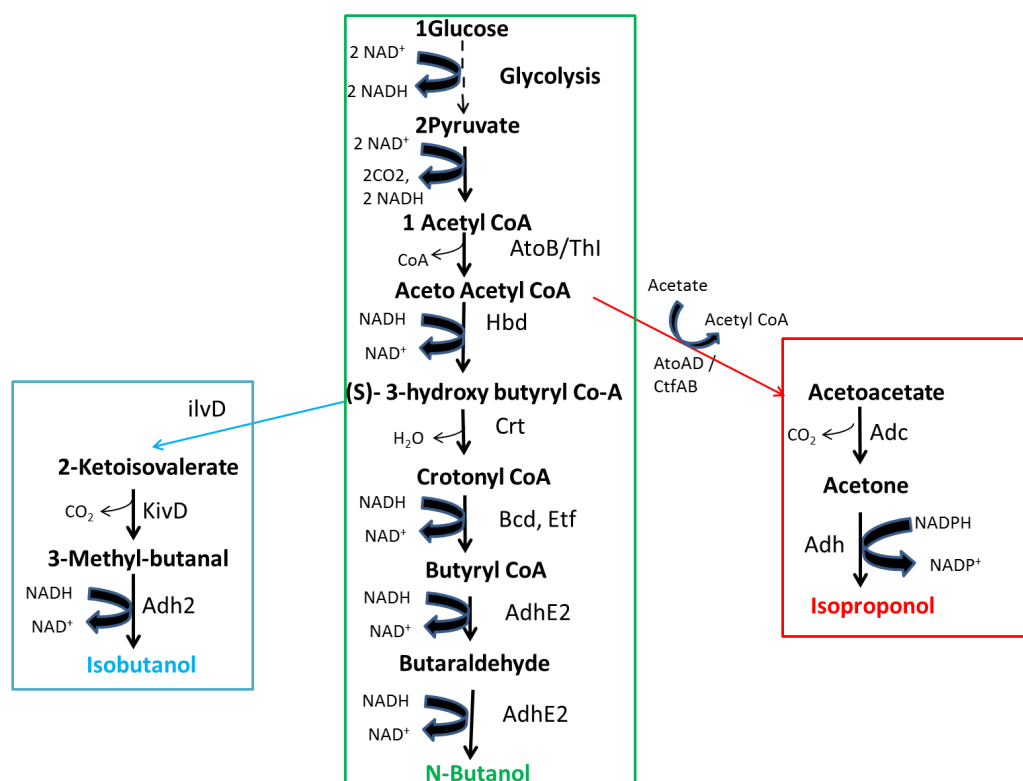 1Glucose
2 NAD⁺
Glycolysis
2 NADH
2Pyruvate
2 NAD⁺
2CO2,
2 NADH
1 Acetyl CoA
AtoB/Thl
CoA
Aceto Acetyl CoA
NADH
Hbd
NAD⁺
(S)- 3-hydroxy butyryl Co-A
Crt
H₂O
Crotonyl CoA
NADH
Bcd, Etf
NAD⁺
Butyryl CoA
NADH
AdhE2
NAD⁺
Butaraldehyde
NADH
AdhE2
NAD⁺
N-Butanol
ilvD
2-Ketoisovalerate
CO₂
KivD
3-Methyl-butanal
NADH
Adh2
NAD⁺
Isobutanol
Acetate
Acetyl CoA
AtoAD /
CtfAB
Acetoacetate
CO₂
Adc
Acetone
NADPH
Adh
NADP⁺
Isoproponol